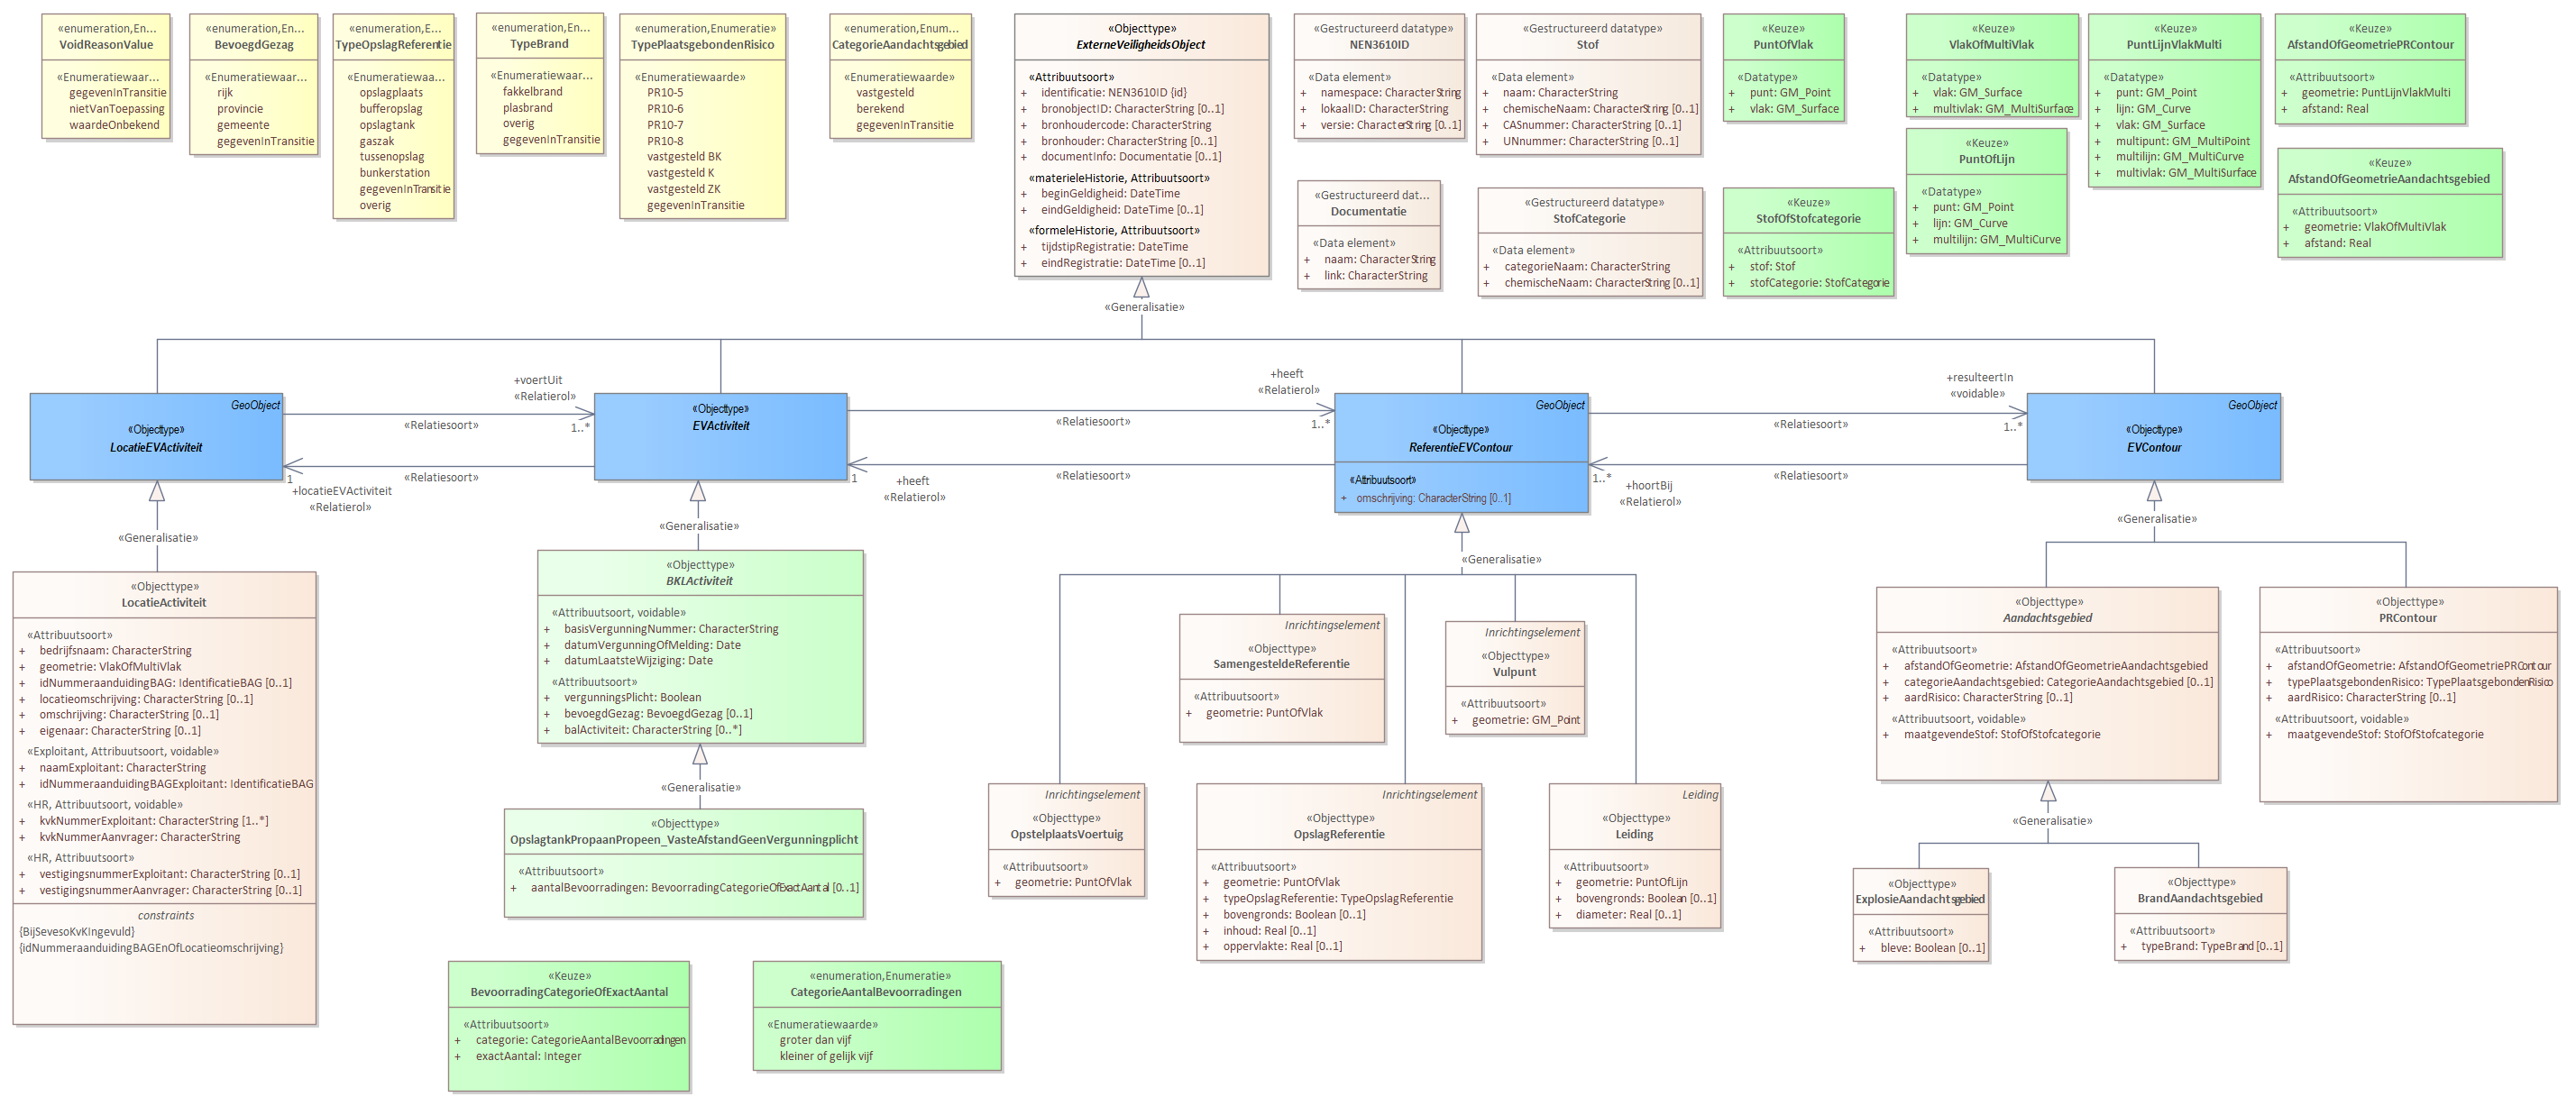 «enumeration,En...
VoidReasonValue
«Enumeratiewaar...
gegevenInTransitie
nietVanToepassing
waardeOnbekend
«enumeration,En...
BevoegdGezag
«Enumeratiewaar...
rijk
provincie
gemeente
gegevenInTransitie
«enumeration,En...
TypeOpslagReferentie
«Enumeratiewaa...
opslagplaats
bufferopslag
opslagtank
gaszak
tussenopslag
bunkerstation
gegevenInTransitie
overig
«enumeration,En...
TypeBrand
«Enumeratiewaar...
fakkelbrand
plasbrand
overig
gegevenInTransitie
«enumeration,Enumeratie»
TypePlaatsgebondenRisico
«Enumeratiewaarde»
PR10-5
PR10-6
PR10-7
PR10-8
vastgesteld BK
vastgesteld K
vastgesteld ZK
gegevenInTransitie
«enumeration,Enum...
CategorieAandachtsgebied
«Enumeratiewaarde»
vastgesteld
berekend
gegevenInTransitie
«Objecttype»
ExterneVeiligheidsObject
«Attribuutsoort»
+ identificatie: NEN3610ID {id}
+ bronobjectID: CharacterString [0..1]
+ bronhoudercode: CharacterString
+ bronhouder: CharacterString [0..1]
+ documentInfo: Documentatie [0..1]
«materieleHistorie, Attribuutsoort»
+ beginGeldigheid: DateTime
+ eindGeldigheid: DateTime [0..1]
«formeleHistorie, Attribuutsoort»
+ tijdstipRegistratie: DateTime
+ eindRegistratie: DateTime [0..1]
«Gestructureerd datatype»
NEN3610ID
«Data element»
+ namespace: CharacterString
+ lokaalID: CharacterString
+ versie: CharacterString [0..1]
«Gestructureerd dat...
Documentatie
«Data element»
+ naam: CharacterString
+ link: CharacterString
«Gestructureerd datatype»
Stof
«Data element»
+ naam: CharacterString
+ chemischeNaam: CharacterString [0..1]
+ CASnummer: CharacterString [0..1]
+ UNnummer: CharacterString [0..1]
«Gestructureerd datatype»
StofCategorie
«Data element»
+ categorieNaam: CharacterString
+ chemischeNaam: CharacterString [0..1]
«Keuze»
PuntOfVlak
«Datatype»
+ punt: GM_Point
+ vlak: GM_Surface
«Keuze»
StofOfStofcategorie
«Attribuutsoort»
+ stof: Stof
+ stofCategorie: StofCategorie
«Keuze»
VlakOfMultiVlak
«Datatype»
+ vlak: GM_Surface
+ multivlak: GM_MultiSurface
«Keuze»
PuntOfLijn
«Datatype»
+ punt: GM_Point
+ lijn: GM_Curve
+ multilijn: GM_MultiCurve
«Keuze»
PuntLijnVlakMulti
«Datatype»
+ punt: GM_Point
+ lijn: GM_Curve
+ vlak: GM_Surface
+ multipunt: GM_MultiPoint
+ multilijn: GM_MultiCurve
+ multivlak: GM_MultiSurface
«Keuze»
AfstandOfGeometriePRContour
«Attribuutsoort»
+ geometrie: PuntLijnVlakMulti
+ afstand: Real
«Keuze»
AfstandOfGeometrieAandachtsgebied
«Attribuutsoort»
+ geometrie: VlakOfMultiVlak
+ afstand: Real
«Generalisatie»
GeoObject
«Objecttype»
LocatieEVActiviteit
+voertUit
«Relatierol»
«Relatiesoort»
1..*
«Relatiesoort»
1
+locatieEVActiviteit
«Relatierol»
«Objecttype»
EVActiviteit
+heeft
«Relatierol»
«Relatiesoort»
1..*
«Relatiesoort»
1
+heeft
«Relatierol»
GeoObject
«Objecttype»
ReferentieEVContour
«Attribuutsoort»
+ omschrijving: CharacterString [0..1]
+resulteertIn
«voidable»
«Relatiesoort»
1..*
«Relatiesoort»
1..*
+hoortBij
«Relatierol»
GeoObject
«Objecttype»
EVContour
«Generalisatie»
«Generalisatie»
«Generalisatie»
«Generalisatie»
«Objecttype»
LocatieActiviteit
«Attribuutsoort»
+ bedrijfsnaam: CharacterString
+ geometrie: VlakOfMultiVlak
+ idNummeraanduidingBAG: IdentificatieBAG [0..1]
+ locatieomschrijving: CharacterString [0..1]
+ omschrijving: CharacterString [0..1]
+ eigenaar: CharacterString [0..1]
«Exploitant, Attribuutsoort, voidable»
+ naamExploitant: CharacterString
+ idNummeraanduidingBAGExploitant: IdentificatieBAG
«HR, Attribuutsoort, voidable»
+ kvkNummerExploitant: CharacterString [1..*]
+ kvkNummerAanvrager: CharacterString
«HR, Attribuutsoort»
+ vestigingsnummerExploitant: CharacterString [0..1]
+ vestigingsnummerAanvrager: CharacterString [0..1]
constraints
{BijSevesoKvKIngevuld}
{idNummeraanduidingBAGEnOfLocatieomschrijving}
«Objecttype»
BKLActiviteit
«Attribuutsoort, voidable»
+ basisVergunningNummer: CharacterString
+ datumVergunningOfMelding: Date
+ datumLaatsteWijziging: Date
«Attribuutsoort»
+ vergunningsPlicht: Boolean
+ bevoegdGezag: BevoegdGezag [0..1]
+ balActiviteit: CharacterString [0..*]
«Generalisatie»
«Objecttype»
OpslagtankPropaanPropeen_VasteAfstandGeenVergunningplicht
«Attribuutsoort»
+ aantalBevoorradingen: BevoorradingCategorieOfExactAantal [0..1]
«Keuze»
BevoorradingCategorieOfExactAantal
«Attribuutsoort»
+ categorie: CategorieAantalBevoorradingen
+ exactAantal: Integer
«enumeration,Enumeratie»
CategorieAantalBevoorradingen
«Enumeratiewaarde»
groter dan vijf
kleiner of gelijk vijf
Inrichtingselement
«Objecttype»
SamengesteldeReferentie
«Attribuutsoort»
+ geometrie: PuntOfVlak
Inrichtingselement
«Objecttype»
Vulpunt
«Attribuutsoort»
+ geometrie: GM_Point
Inrichtingselement
«Objecttype»
OpstelplaatsVoertuig
«Attribuutsoort»
+ geometrie: PuntOfVlak
Inrichtingselement
«Objecttype»
OpslagReferentie
«Attribuutsoort»
+ geometrie: PuntOfVlak
+ typeOpslagReferentie: TypeOpslagReferentie
+ bovengronds: Boolean [0..1]
+ inhoud: Real [0..1]
+ oppervlakte: Real [0..1]
Leiding
«Objecttype»
Leiding
«Attribuutsoort»
+ geometrie: PuntOfLijn
+ bovengronds: Boolean [0..1]
+ diameter: Real [0..1]
«Objecttype»
Aandachtsgebied
«Attribuutsoort»
+ afstandOfGeometrie: AfstandOfGeometrieAandachtsgebied
+ categorieAandachtsgebied: CategorieAandachtsgebied [0..1]
+ aardRisico: CharacterString [0..1]
«Attribuutsoort, voidable»
+ maatgevendeStof: StofOfStofcategorie
«Objecttype»
PRContour
«Attribuutsoort»
+ afstandOfGeometrie: AfstandOfGeometriePRContour
+ typePlaatsgebondenRisico: TypePlaatsgebondenRisico
+ aardRisico: CharacterString [0..1]
«Attribuutsoort, voidable»
+ maatgevendeStof: StofOfStofcategorie
«Generalisatie»
«Objecttype»
ExplosieAandachtsgebied
«Attribuutsoort»
+ bleve: Boolean [0..1]
«Objecttype»
BrandAandachtsgebied
«Attribuutsoort»
+ typeBrand: TypeBrand [0..1]